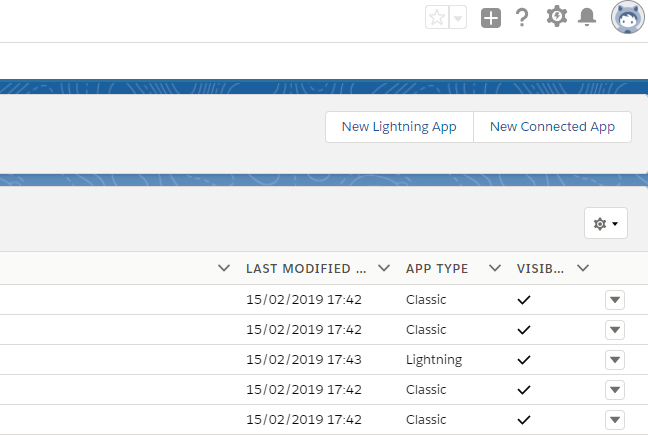 New Lightning App New Connected App
LAST MODIFIED ... APP TYPE VISIB...
15/02/2019 17:42 Classic
15/02/2019 17:42 Classic
15/02/2019 17:43 Lightning
15/02/2019 17:42 Classic
15/02/2019 17:42 Classic